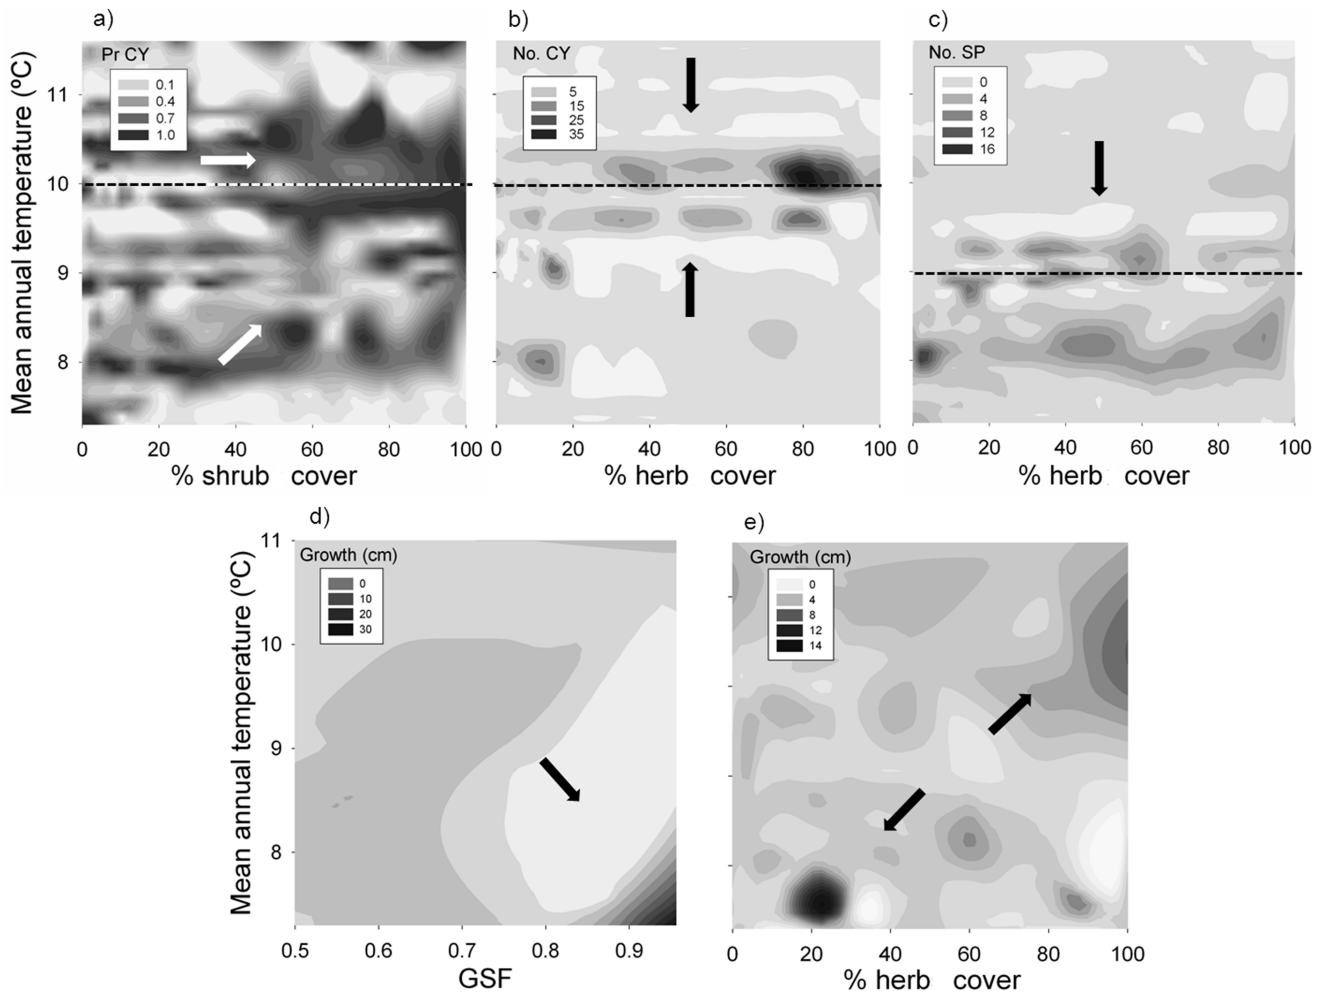 a)
b)
c)
Pr CY
0.1
0.4
0.7
1.0
No. CY
5
15
25
35
No. SP
0
4
8
12
16
Mean annual temperature (ºC)
11
10
9
8
0 20 40 60 80 100
% shrub cover
0 20 40 60 80 100
% herb cover
0 20 40 60 80 100
% herb cover
d)
e)
Growth (cm)
0
10
20
30
Growth (cm)
0
4
8
12
14
Mean annual temperature (ºC)
11
10
9
8
0.5 0.6 0.7 0.8 0.9
GSF
0 20 40 60 80 100
% herb cover